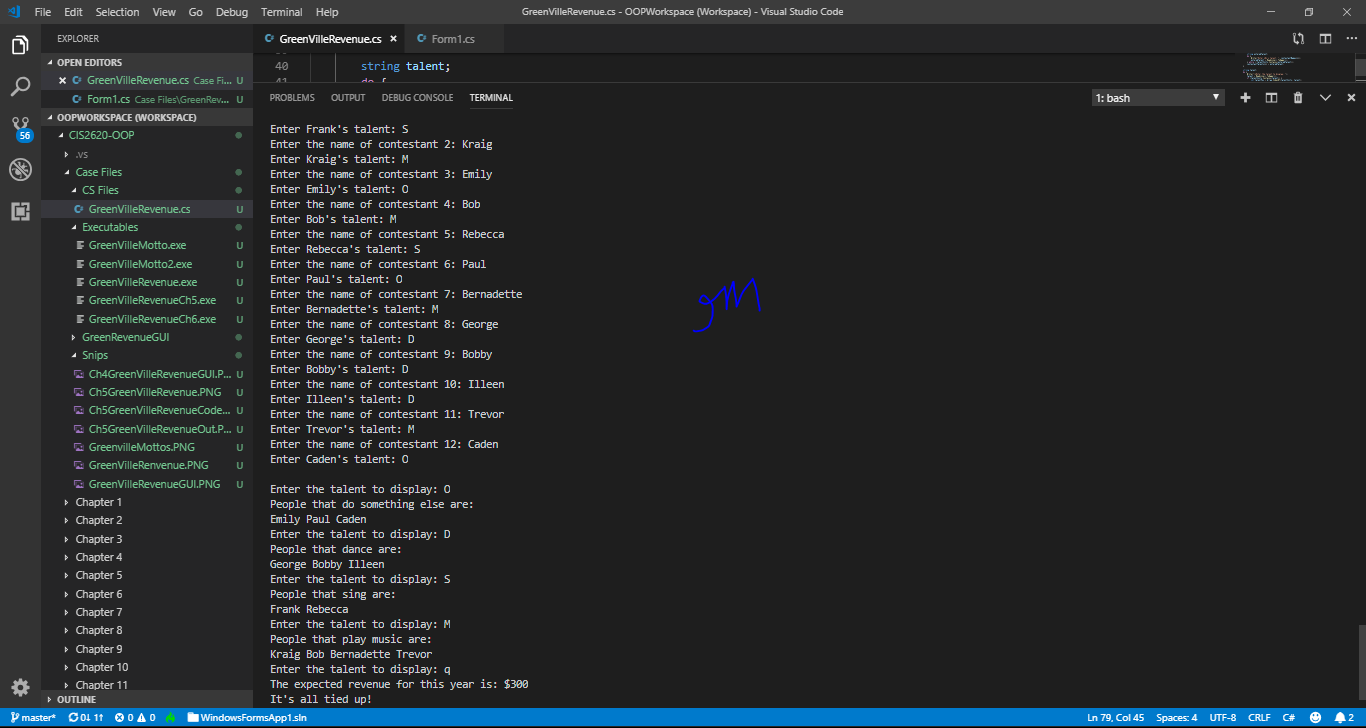 File Edit Selection View Go Debug Terminal Help
GreenVilleRevenue.cs - OOPWorkspace (Workspace) - Visual Studio Code
EXPLORER
OPEN EDITORS
GreenVilleRevenue.cs Case Fi... U
Form1.cs Case Files\GreenRev... U
OOPWORKSPACE (WORKSPACE)
CIS2620-OOP
.vs
Case Files
CS Files
GreenVilleRevenue.cs U
Executables
GreenVilleMotto.exe U
GreenVilleMotto2.exe U
GreenVilleRevenue.exe U
GreenVilleRevenueCh5.exe U
GreenVilleRevenueCh6.exe U
GreenRevenueGUI
Snips
Ch4GreenVilleRevenueGUI.P... U
Ch5GreenVilleRevenue.PNG U
Ch5GreenVilleRevenueCode... U
Ch5GreenVilleRevenueOut.P... U
GreenvilleMottos.PNG U
GreenVilleRenvenue.PNG U
GreenVilleRevenueGUI.PNG U
Chapter 1
Chapter 2
Chapter 3
Chapter 4
Chapter 5
Chapter 6
Chapter 7
Chapter 8
Chapter 9
Chapter 10
Chapter 11
OUTLINE
56
GreenVilleRevenue.cs
Form1.cs
40 string talent;
41 do {
PROBLEMS OUTPUT DEBUG CONSOLE TERMINAL
1: bash
Enter Frank's talent: S
Enter the name of contestant 2: Kraig
Enter Kraig's talent: M
Enter the name of contestant 3: Emily
Enter Emily's talent: O
Enter the name of contestant 4: Bob
Enter Bob's talent: M
Enter the name of contestant 5: Rebecca
Enter Rebecca's talent: S
Enter the name of contestant 6: Paul
Enter Paul's talent: O
Enter the name of contestant 7: Bernadette
Enter Bernadette's talent: M
Enter the name of contestant 8: George
Enter George's talent: D
Enter the name of contestant 9: Bobby
Enter Bobby's talent: D
Enter the name of contestant 10: Illeen
Enter Illeen's talent: D
Enter the name of contestant 11: Trevor
Enter Trevor's talent: M
Enter the name of contestant 12: Caden
Enter Caden's talent: O
Enter the talent to display: O
People that do something else are:
Emily Paul Caden
Enter the talent to display: D
People that dance are:
George Bobby Illeen
Enter the talent to display: S
People that sing are:
Frank Rebecca
Enter the talent to display: M
People that play music are:
Kraig Bob Bernadette Trevor
Enter the talent to display: q
The expected revenue for this year is: $300
It's all tied up!
master* 0↓ 1↑ 0 0 WindowsFormsApp1.sln
Ln 79, Col 45 Spaces: 4 UTF-8 CRLF C# 2